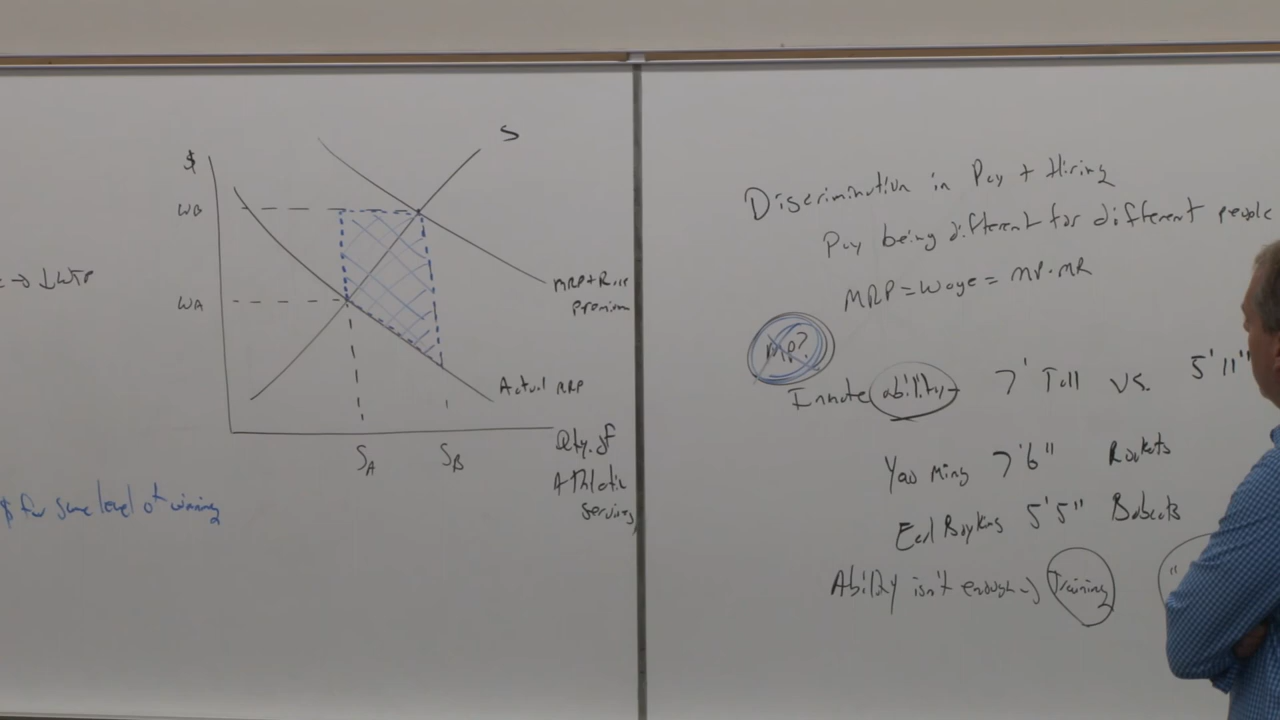 S
$
WB
WA
→ ↓WTP
MRP + Risk
Premium
Actual MRP
SA
SB
Qty. of
Athletic
Services
$ for same level of winning
Discrimination in Pay + Hiring
Pay being different for different people
MRP = Wage = MP·MR
MP?
Innate ability 7' Tall vs. 5'11"
Yao Ming 7'6" Rockets
Earl Boykins 5'5" Bobcats
Ability isn't enough → Training "